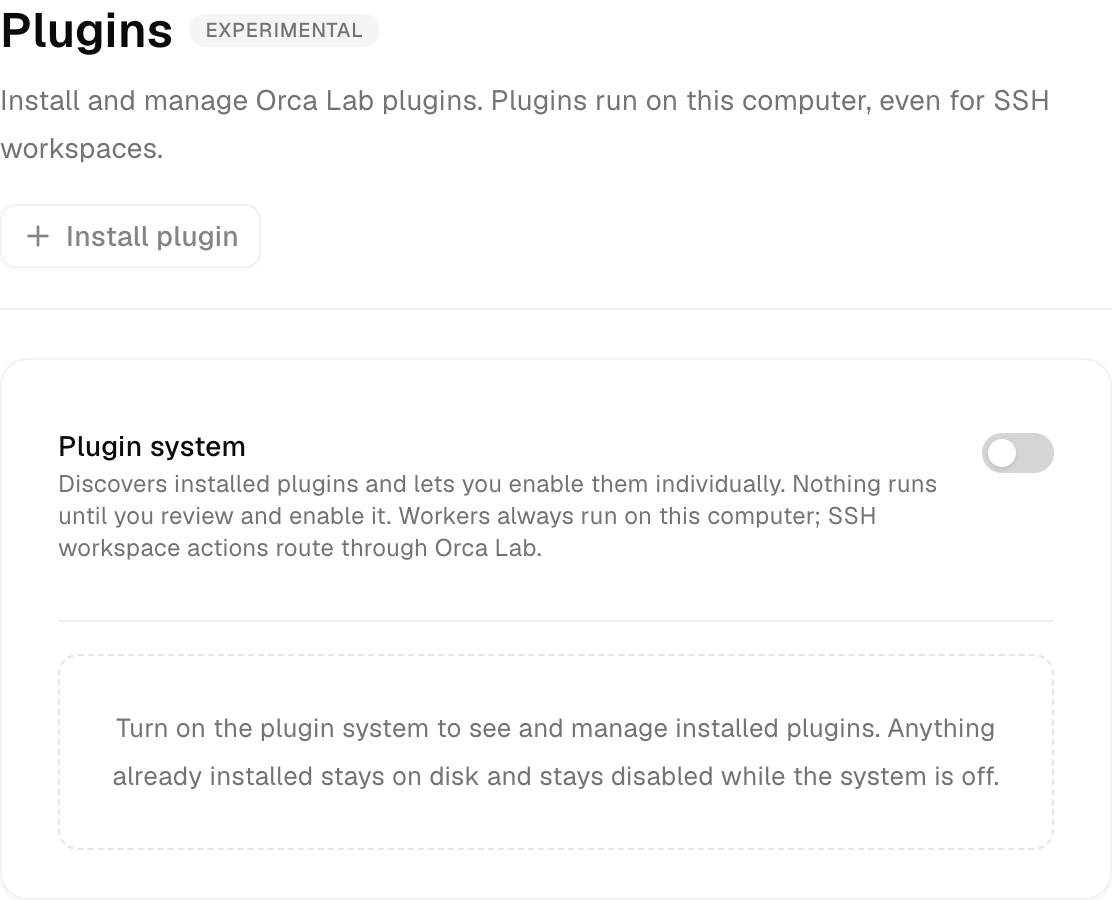 Plugins EXPERIMENTAL
Install and manage Orca Lab plugins. Plugins run on this computer, even for SSH
workspaces.
Install plugin
Plugin system
Discovers installed plugins and lets you enable them individually. Nothing runs
until you review and enable it. Workers always run on this computer; SSH
workspace actions route through Orca Lab.
Turn on the plugin system to see and manage installed plugins. Anything
already installed stays on disk and stays disabled while the system is off.